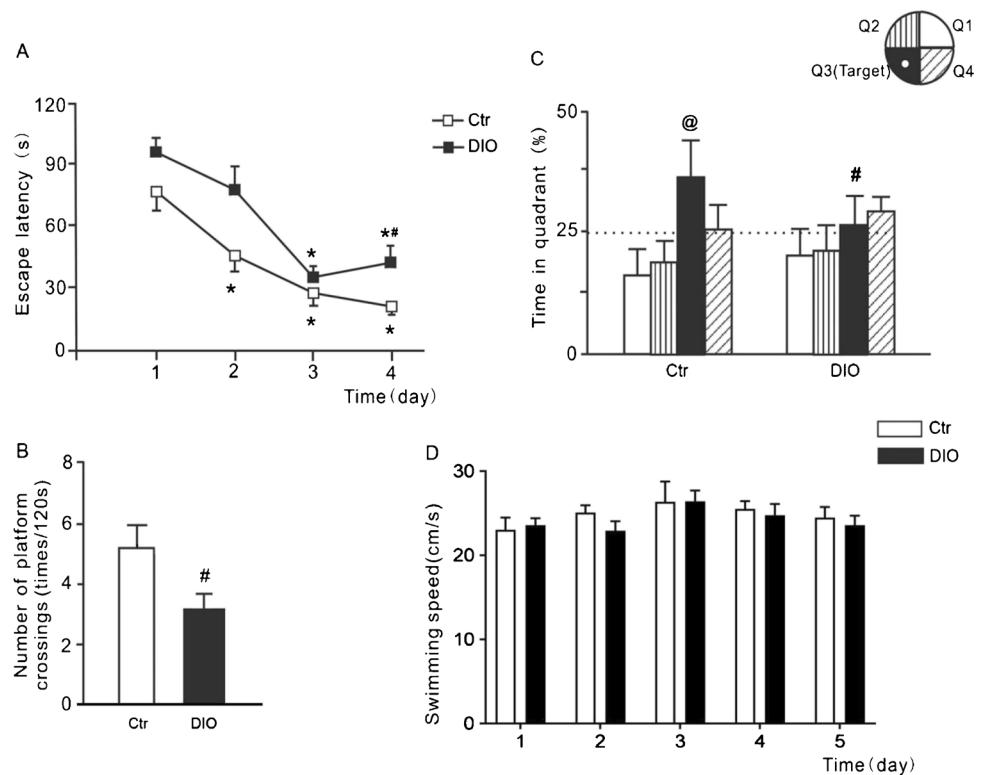 A
Escape latency (s)
120
90
60
30
0
1 2 3 4
Time(day)
Ctr
DIO
*
*
*
*#
*
C
Q2 Q1
Q3(Target) Q4
Time in quadrant (%)
50
25
0
@
#
Ctr DIO
B
Number of platform
crossings(times/120s)
8
6
4
2
0
#
Ctr DIO
D
Ctr
DIO
Swimming speed(cm/s)
30
20
10
0
1 2 3 4 5
Time(day)